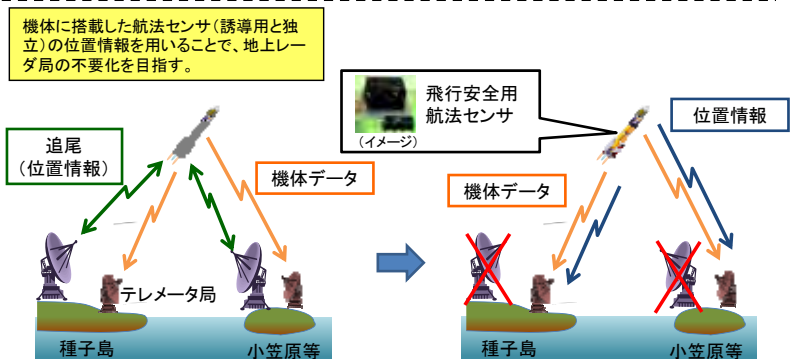 機体に搭載した航法センサ（誘導用と独
立）の位置情報を用いることで、地上レー
ダ局の不要化を目指す。
追尾
（位置情報）
機体データ
テレメータ局
種子島
小笠原等
飛行安全用
航法センサ
（イメージ）
位置情報
機体データ
種子島
小笠原等